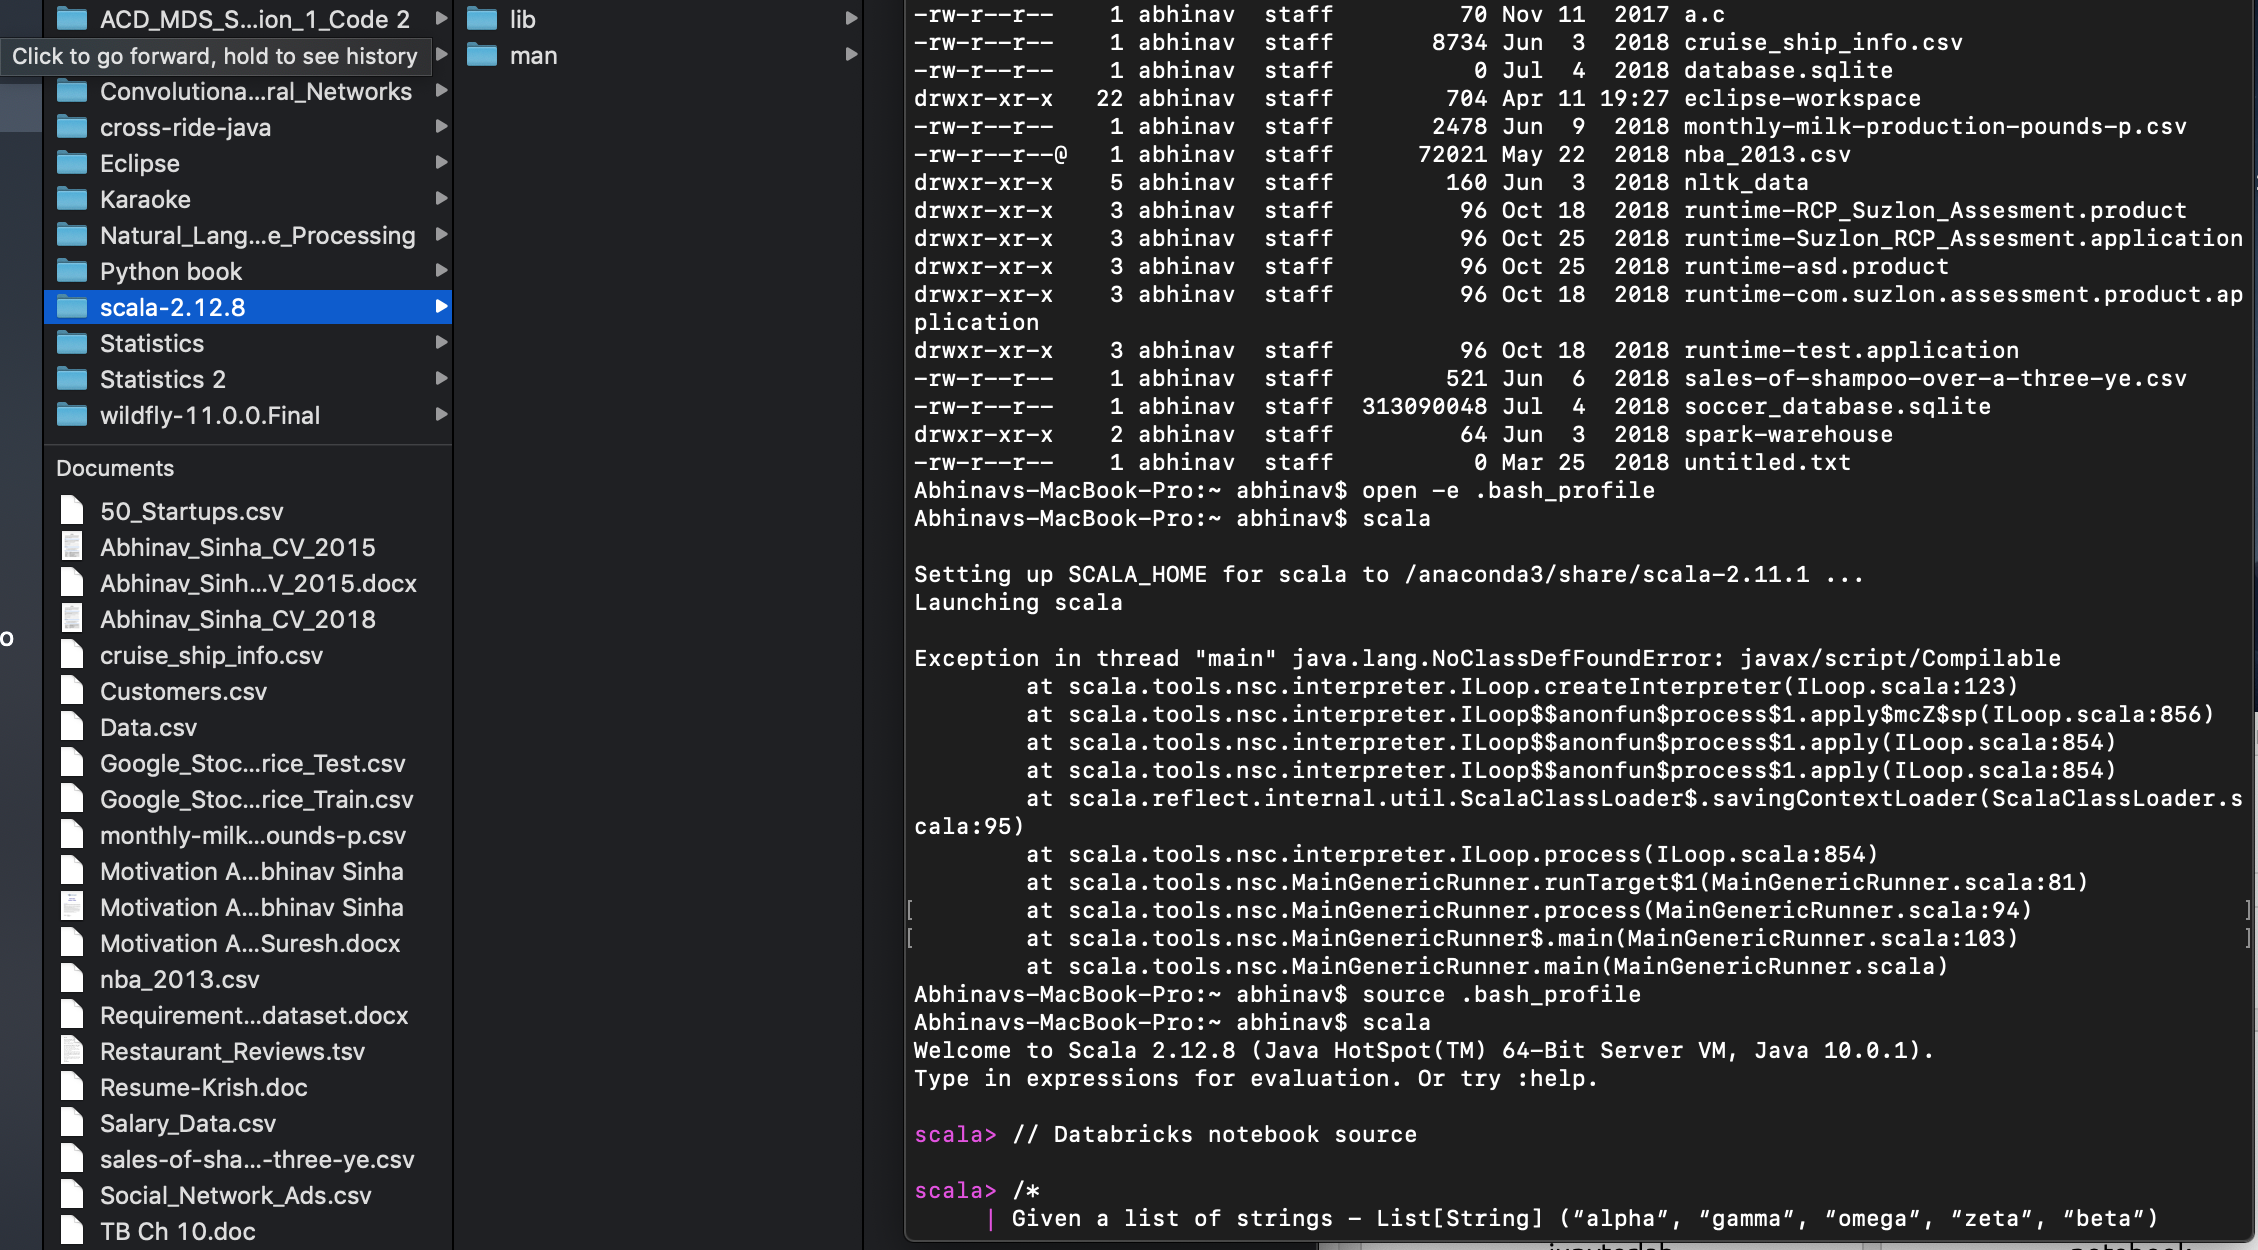 ACD_MDS_S...ion_1_Code 2
Click to go forward, hold to see history
Convolutiona...ral_Networks
cross-ride-java
Eclipse
Karaoke
Natural_Lang...e_Processing
Python book
scala-2.12.8
Statistics
Statistics 2
wildfly-11.0.0.Final
Documents
50_Startups.csv
Abhinav_Sinha_CV_2015
Abhinav_Sinh...V_2015.docx
Abhinav_Sinha_CV_2018
cruise_ship_info.csv
Customers.csv
Data.csv
Google_Stoc...rice_Test.csv
Google_Stoc...rice_Train.csv
monthly-milk...ounds-p.csv
Motivation A...bhinav Sinha
Motivation A...bhinav Sinha
Motivation A...Suresh.docx
nba_2013.csv
Requirement...dataset.docx
Restaurant_Reviews.tsv
Resume-Krish.doc
Salary_Data.csv
sales-of-sha...-three-ye.csv
Social_Network_Ads.csv
TB Ch 10.doc
o
lib
man
-rw-r--r-- 1 abhinav staff 70 Nov 11 2017 a.c
-rw-r--r-- 1 abhinav staff 8734 Jun 3 2018 cruise_ship_info.csv
-rw-r--r-- 1 abhinav staff 0 Jul 4 2018 database.sqlite
drwxr-xr-x 22 abhinav staff 704 Apr 11 19:27 eclipse-workspace
-rw-r--r-- 1 abhinav staff 2478 Jun 9 2018 monthly-milk-production-pounds-p.csv
-rw-r--r--@ 1 abhinav staff 72021 May 22 2018 nba_2013.csv
drwxr-xr-x 5 abhinav staff 160 Jun 3 2018 nltk_data
drwxr-xr-x 3 abhinav staff 96 Oct 18 2018 runtime-RCP_Suzlon_Assesment.product
drwxr-xr-x 3 abhinav staff 96 Oct 25 2018 runtime-Suzlon_RCP_Assesment.application
drwxr-xr-x 3 abhinav staff 96 Oct 25 2018 runtime-asd.product
drwxr-xr-x 3 abhinav staff 96 Oct 18 2018 runtime-com.suzlon.assessment.product.ap
plication
drwxr-xr-x 3 abhinav staff 96 Oct 18 2018 runtime-test.application
-rw-r--r-- 1 abhinav staff 521 Jun 6 2018 sales-of-shampoo-over-a-three-ye.csv
-rw-r--r-- 1 abhinav staff 313090048 Jul 4 2018 soccer_database.sqlite
drwxr-xr-x 2 abhinav staff 64 Jun 3 2018 spark-warehouse
-rw-r--r-- 1 abhinav staff 0 Mar 25 2018 untitled.txt
Abhinavs-MacBook-Pro:~ abhinav$ open -e .bash_profile
Abhinavs-MacBook-Pro:~ abhinav$ scala
Setting up SCALA_HOME for scala to /anaconda3/share/scala-2.11.1 ...
Launching scala
Exception in thread "main" java.lang.NoClassDefFoundError: javax/script/Compilable
at scala.tools.nsc.interpreter.ILoop.createInterpreter(ILoop.scala:123)
at scala.tools.nsc.interpreter.ILoop$$anonfun$process$1.apply$mcZ$sp(ILoop.scala:856)
at scala.tools.nsc.interpreter.ILoop$$anonfun$process$1.apply(ILoop.scala:854)
at scala.tools.nsc.interpreter.ILoop$$anonfun$process$1.apply(ILoop.scala:854)
at scala.reflect.internal.util.ScalaClassLoader$.savingContextLoader(ScalaClassLoader.s
cala:95)
at scala.tools.nsc.interpreter.ILoop.process(ILoop.scala:854)
at scala.tools.nsc.MainGenericRunner.runTarget$1(MainGenericRunner.scala:81)
[ at scala.tools.nsc.MainGenericRunner.process(MainGenericRunner.scala:94) ]
[ at scala.tools.nsc.MainGenericRunner$.main(MainGenericRunner.scala:103) ]
at scala.tools.nsc.MainGenericRunner.main(MainGenericRunner.scala)
Abhinavs-MacBook-Pro:~ abhinav$ source .bash_profile
Abhinavs-MacBook-Pro:~ abhinav$ scala
Welcome to Scala 2.12.8 (Java HotSpot(TM) 64-Bit Server VM, Java 10.0.1).
Type in expressions for evaluation. Or try :help.
scala> // Databricks notebook source
scala> /*
| Given a list of strings - List[String] (“alpha”, “gamma”, “omega”, “zeta”, “beta”)